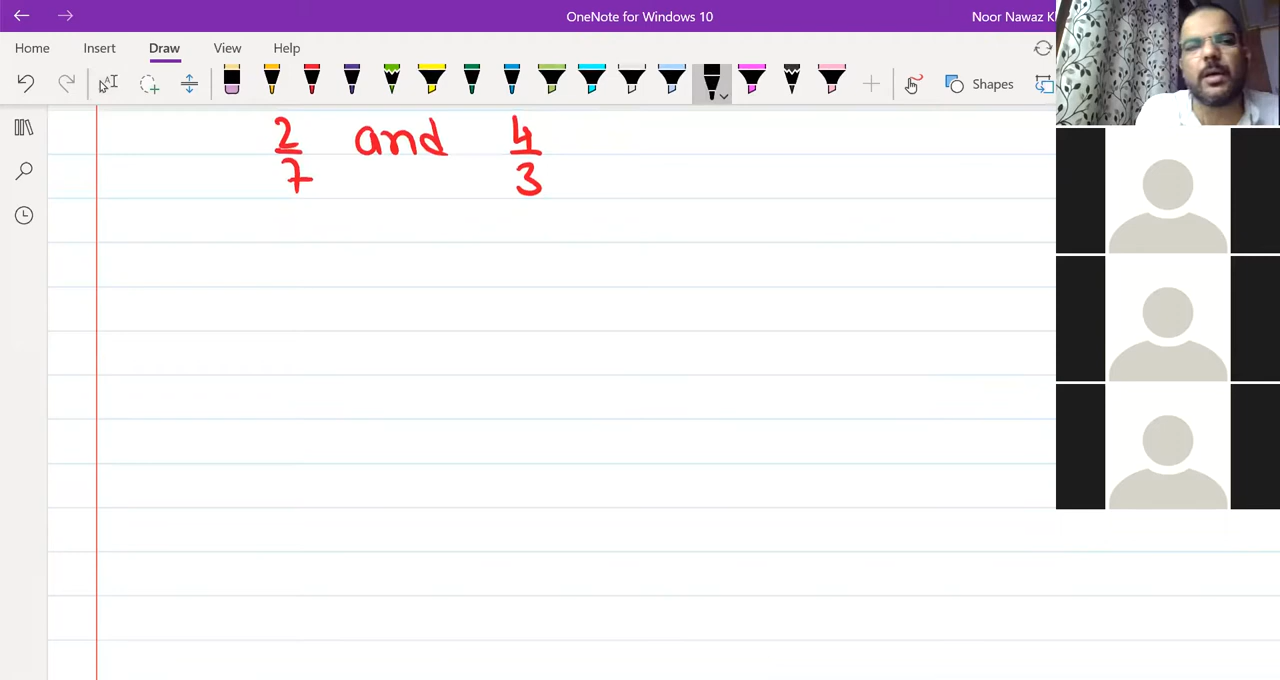 OneNote for Windows 10
Noor Nawaz
Home Insert Draw View Help
Shapes
2/7 and 4/3